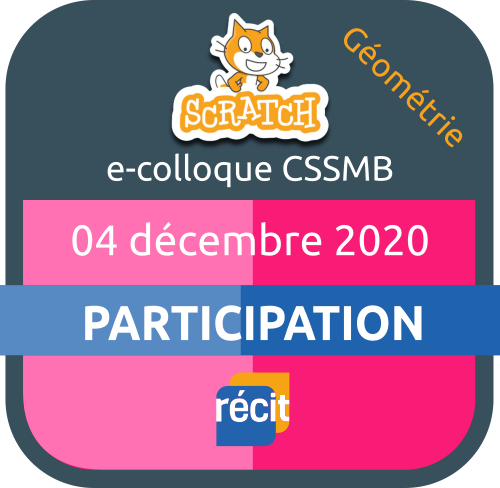 SCRATCH
Géométrie
e-colloque CSSMB
04 décembre 2020
PARTICIPATION
récit